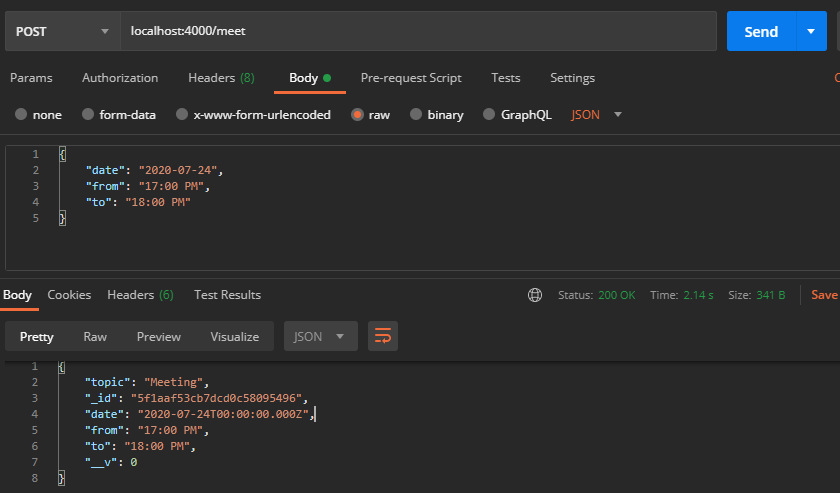 POST localhost:4000/meet Send
Params Authorization Headers (8) Body Pre-request Script Tests Settings
none form-data x-www-form-urlencoded raw binary GraphQL JSON
1 {
2 "date": "2020-07-24",
3 "from": "17:00 PM",
4 "to": "18:00 PM"
5 }
Body Cookies Headers (6) Test Results Status: 200 OK Time: 2.14 s Size: 341 B Save
Pretty Raw Preview Visualize JSON
1 {
2 "topic": "Meeting",
3 "_id": "5f1aaf53cb7dcd0c58095496",
4 "date": "2020-07-24T00:00:00.000Z",
5 "from": "17:00 PM",
6 "to": "18:00 PM",
7 "__v": 0
8 }